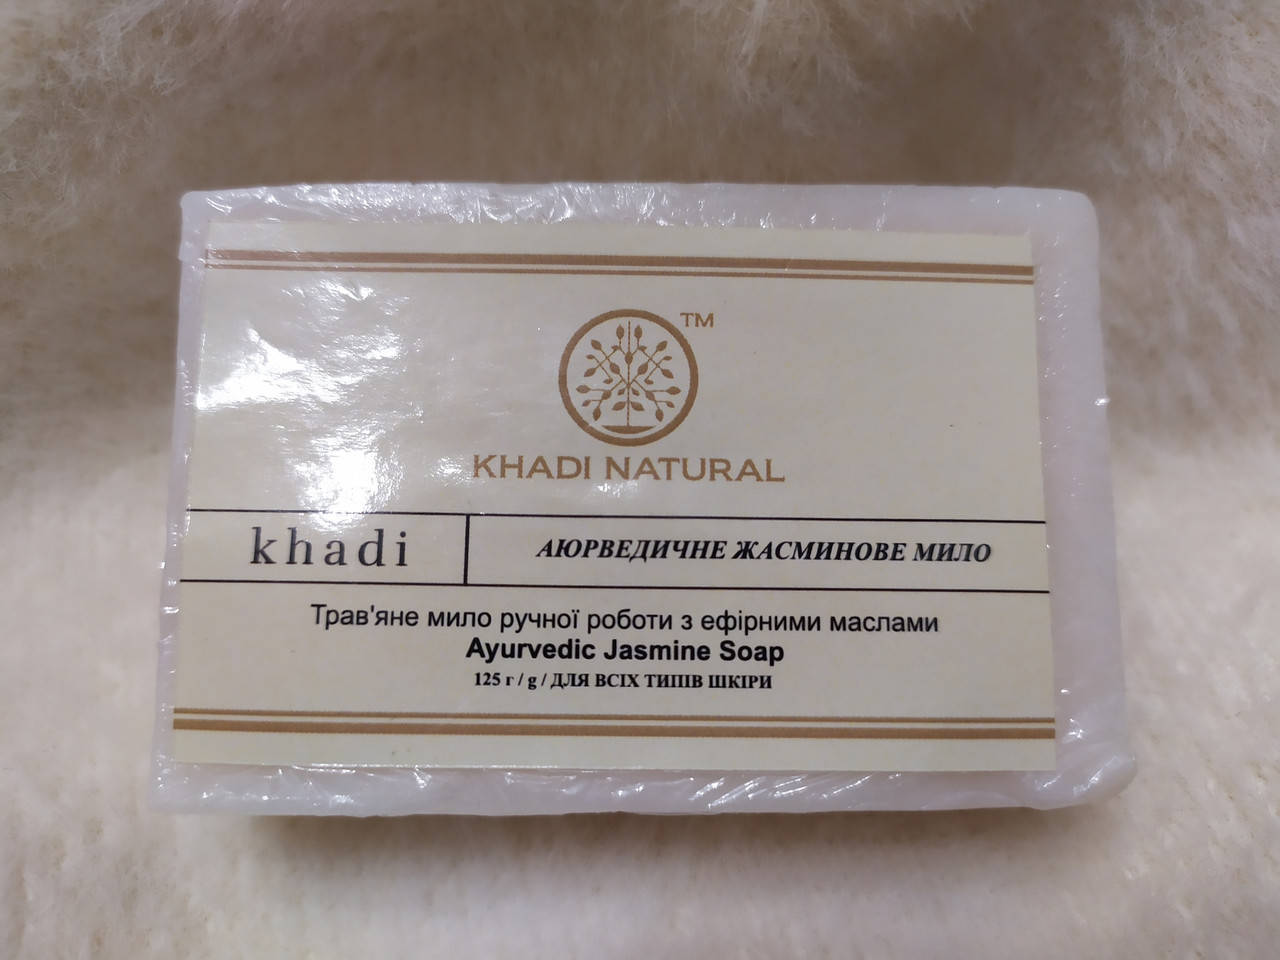 TM
KHADI NATURAL
khadi
АЮРВЕДИЧНЕ ЖАСМИНОВЕ МИЛО
Трав'яне мило ручної роботи з ефірними маслами
Ayurvedic Jasmine Soap
125 г / g / ДЛЯ ВСІХ ТИПІВ ШКІРИ